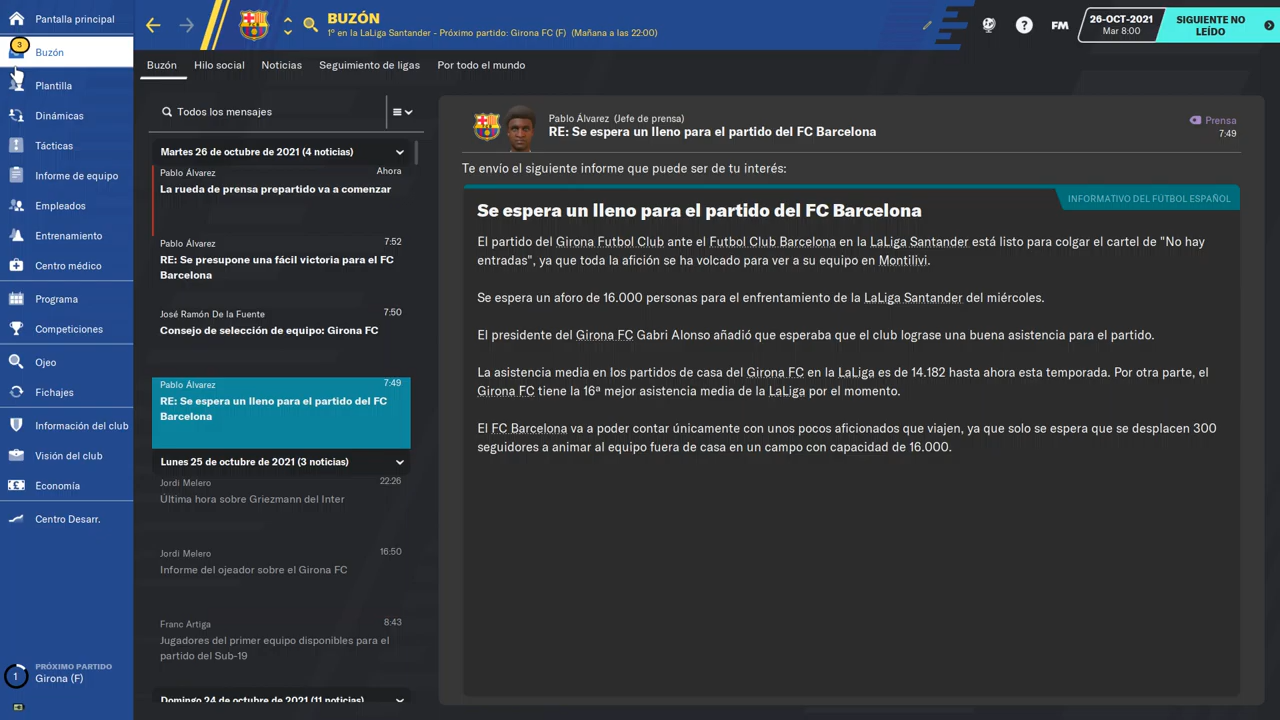 Pantalla principal
3
Buzón
Plantilla
Dinámicas
Tácticas
Informe de equipo
Empleados
Entrenamiento
Centro médico
Programa
Competiciones
Ojeo
Fichajes
Información del club
Visión del club
Economía
Centro Desarr.
1
PRÓXIMO PARTIDO
Girona (F)
BUZÓN
1º en la LaLiga Santander - Próximo partido: Girona FC (F) (Mañana a las 22:00)
?
FM
26-OCT-2021
Mar 8:00
SIGUIENTE NO
LEÍDO
Buzón
Hilo social
Noticias
Seguimiento de ligas
Por todo el mundo
Todos los mensajes
Martes 26 de octubre de 2021 (4 noticias)
Pablo Álvarez
Ahora
La rueda de prensa prepartido va a comenzar
Pablo Álvarez
7:52
RE: Se presupone una fácil victoria para el FC
Barcelona
José Ramón De la Fuente
7:50
Consejo de selección de equipo: Girona FC
Pablo Álvarez
7:49
RE: Se espera un lleno para el partido del FC
Barcelona
Lunes 25 de octubre de 2021 (3 noticias)
Jordi Melero
22:26
Última hora sobre Griezmann del Inter
Jordi Melero
16:50
Informe del ojeador sobre el Girona FC
Franc Artiga
8:43
Jugadores del primer equipo disponibles para el
partido del Sub-19
Domingo 24 de octubre de 2021 (11 noticias)
Pablo Álvarez (Jefe de prensa)
RE: Se espera un lleno para el partido del FC Barcelona
Prensa
7:49
Te envío el siguiente informe que puede ser de tu interés:
INFORMATIVO DEL FÚTBOL ESPAÑOL
Se espera un lleno para el partido del FC Barcelona
El partido del Girona Futbol Club ante el Futbol Club Barcelona en la LaLiga Santander está listo para colgar el cartel de "No hay
entradas", ya que toda la afición se ha volcado para ver a su equipo en Montilivi.
Se espera un aforo de 16.000 personas para el enfrentamiento de la LaLiga Santander del miércoles.
El presidente del Girona FC Gabri Alonso añadió que esperaba que el club lograse una buena asistencia para el partido.
La asistencia media en los partidos de casa del Girona FC en la LaLiga es de 14.182 hasta ahora esta temporada. Por otra parte, el
Girona FC tiene la 16ª mejor asistencia media de la LaLiga por el momento.
El FC Barcelona va a poder contar únicamente con unos pocos aficionados que viajen, ya que solo se espera que se desplacen 300
seguidores a animar al equipo fuera de casa en un campo con capacidad de 16.000.